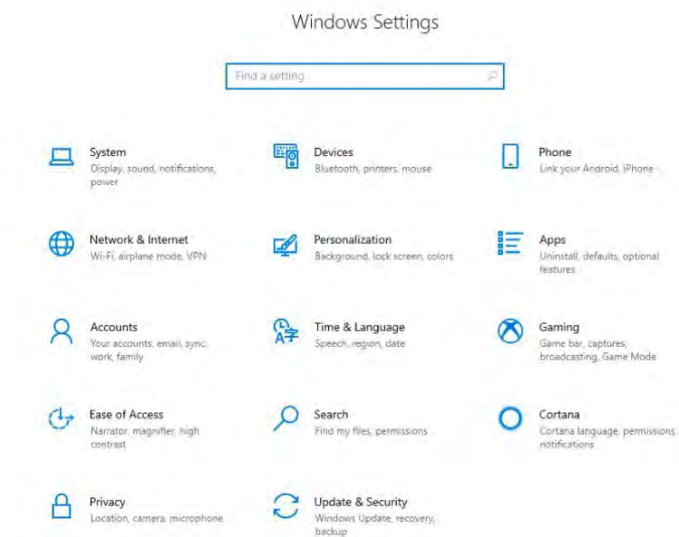 Windows Settings
Find a setting
System
Display, sound, notifications,
power
Devices
Bluetooth, printers, mouse
Phone
Link your Android, iPhone
Network & Internet
Wi-Fi, airplane mode, VPN
Personalization
Background, lock screen, colors
Apps
Uninstall, defaults, optional
features
Accounts
Your accounts, email, sync,
work, family
Time & Language
Speech, region, date
Gaming
Game bar, captures,
broadcasting, Game Mode
Ease of Access
Narrator, magnifier, high
contrast
Search
Find my files, permissions
Cortana
Cortana language, permissions,
notifications
Privacy
Location, camera, microphone
Update & Security
Windows Update, recovery,
backup